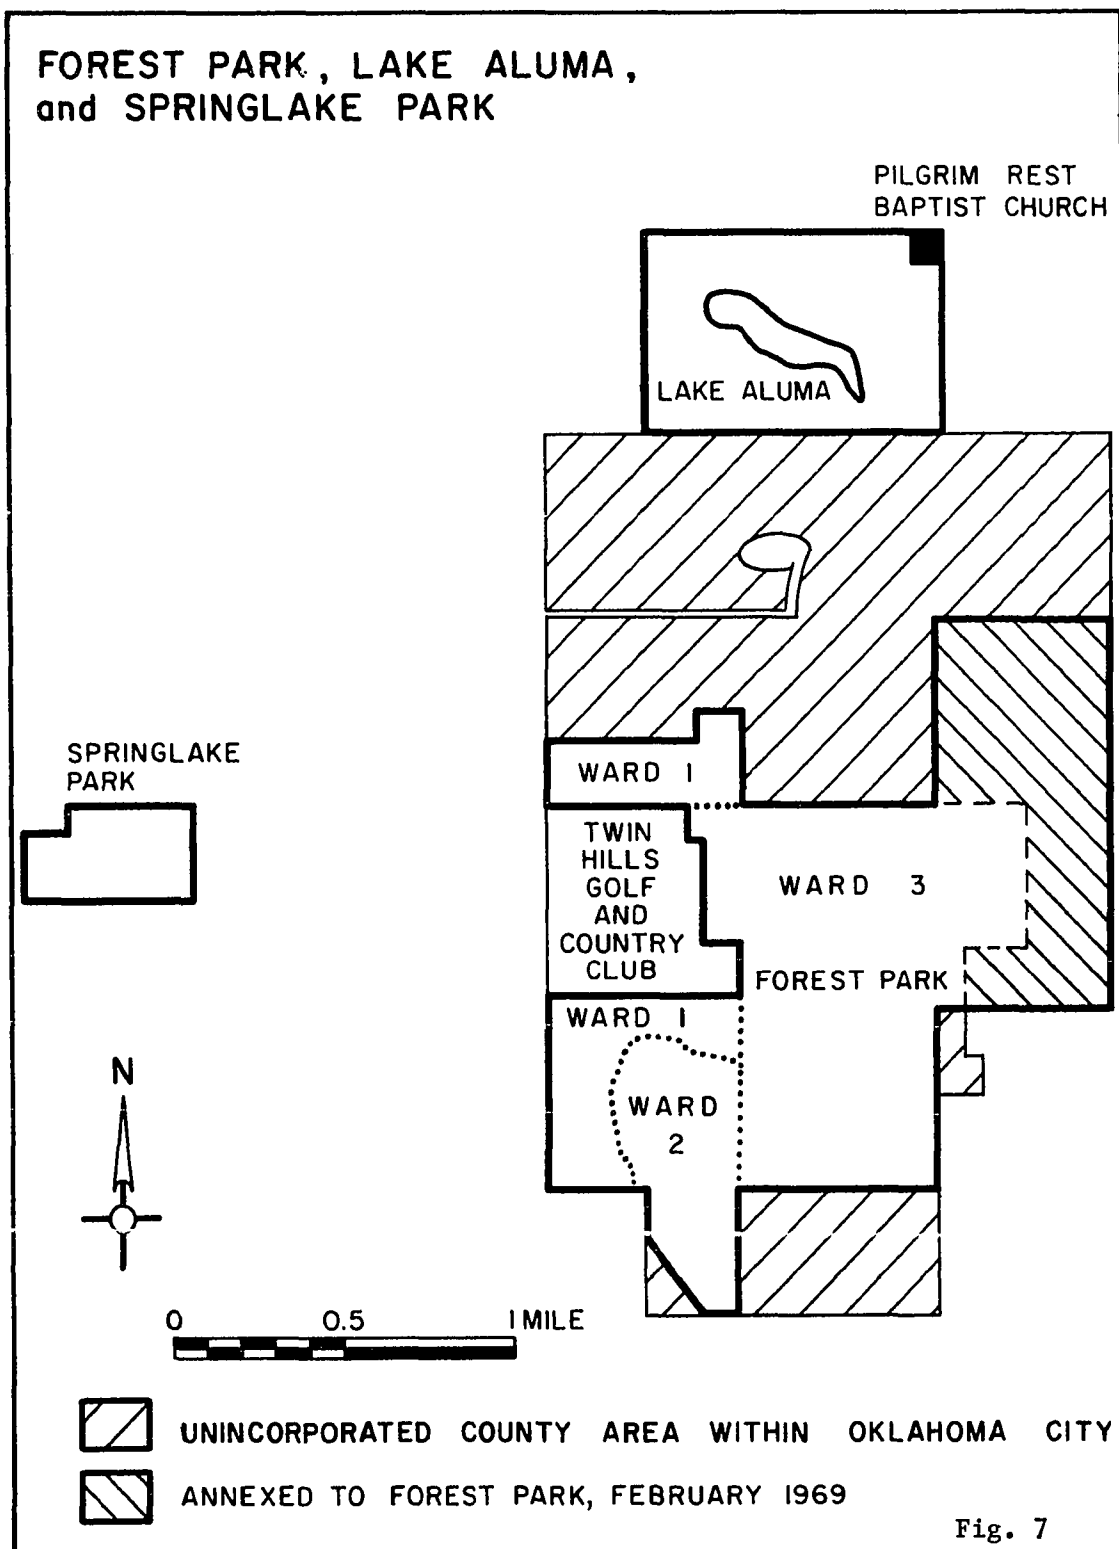 FOREST PARK, LAKE ALUMA,
and SPRINGLAKE PARK
PILGRIM REST
BAPTIST CHURCH
LAKE ALUMA
SPRINGLAKE
PARK
WARD 1
TWIN
HILLS
GOLF
AND
COUNTRY
CLUB
WARD 3
FOREST PARK
WARD 1
WARD
2
N
0 0.5 1 MILE
UNINCORPORATED COUNTY AREA WITHIN OKLAHOMA CITY
ANNEXED TO FOREST PARK, FEBRUARY 1969
Fig. 7